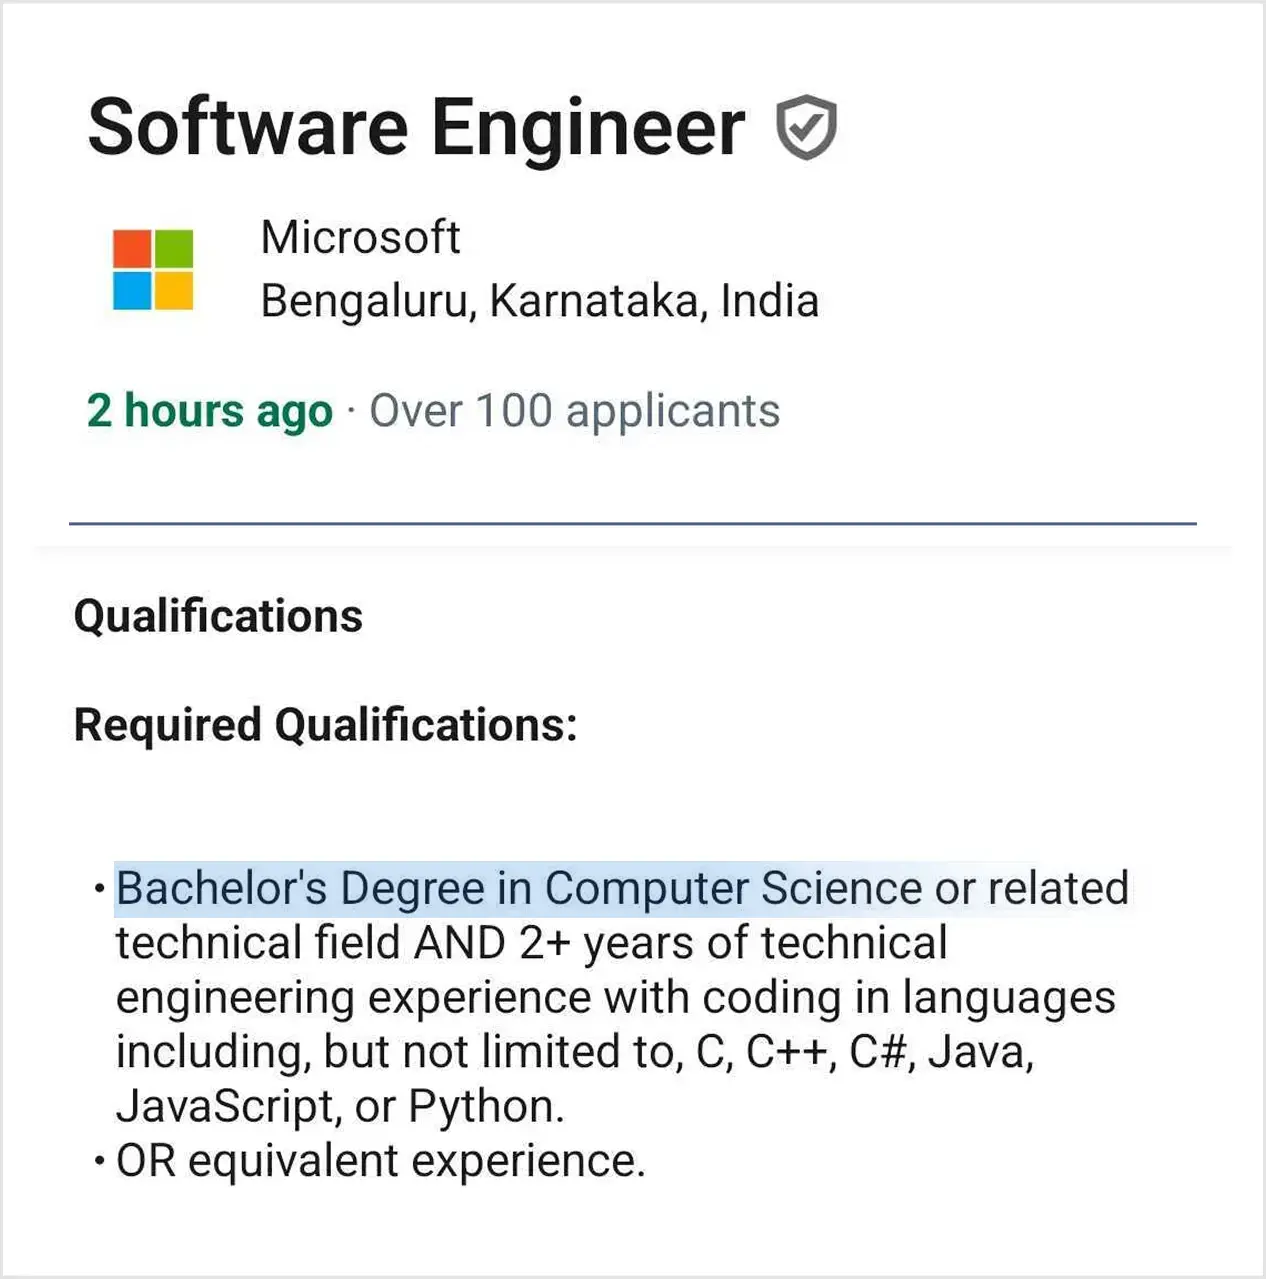 Software Engineer
Microsoft
Bengaluru, Karnataka, India
2 hours ago · Over 100 applicants
Qualifications
Required Qualifications:
• Bachelor's Degree in Computer Science or related
technical field AND 2+ years of technical
engineering experience with coding in languages
including, but not limited to, C, C++, C#, Java,
JavaScript, or Python.
• OR equivalent experience.